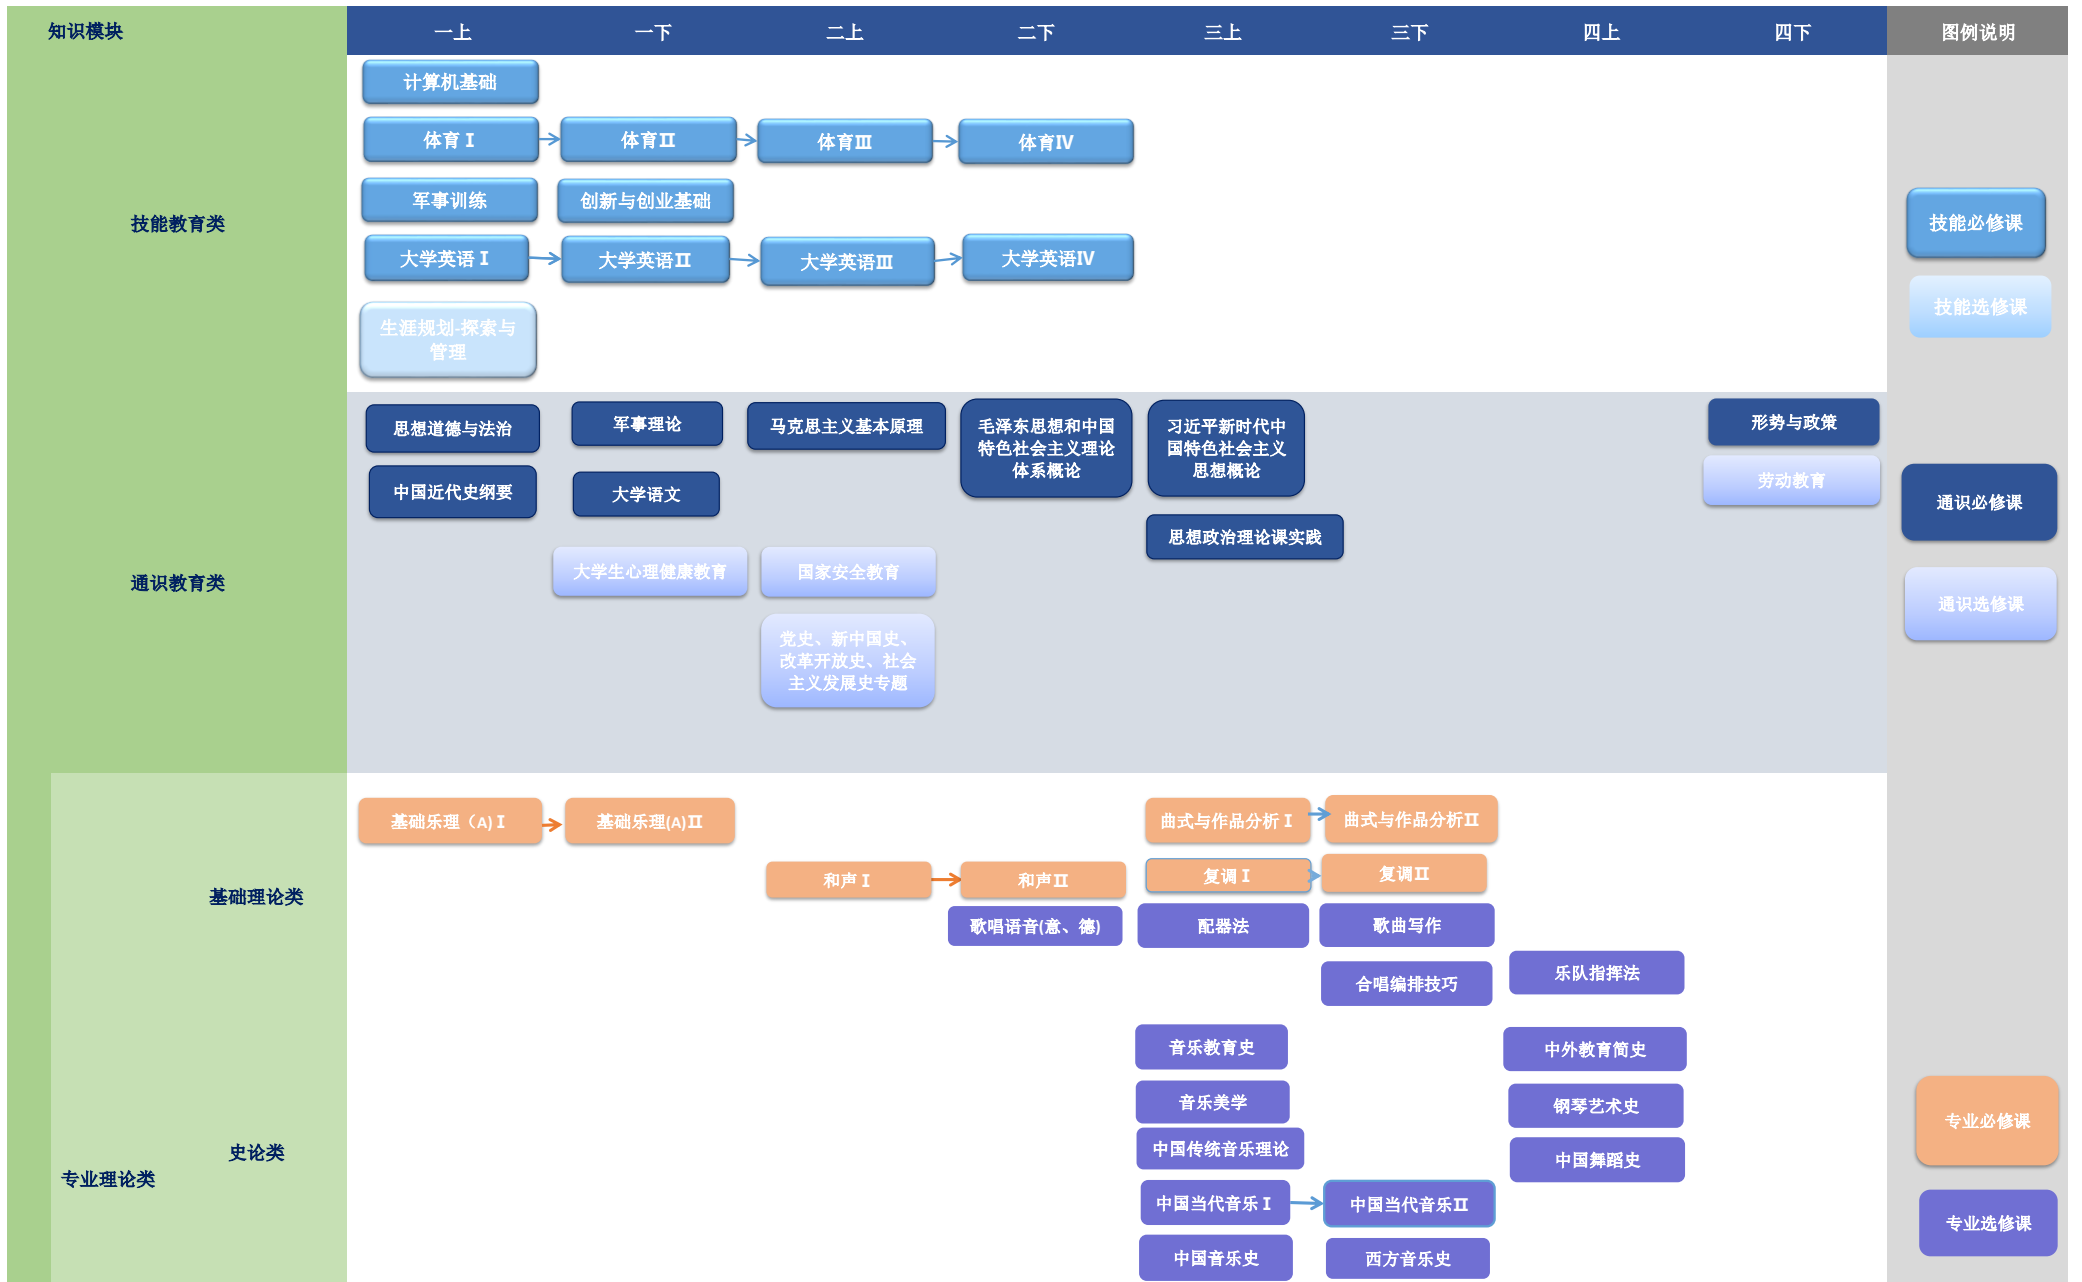 知识模块
一上
一下
二上
二下
三上
三下
四上
四下
图例说明
技能教育类
计算机基础
体育Ⅰ
体育Ⅱ
体育Ⅲ
体育Ⅳ
军事训练
创新与创业基础
大学英语Ⅰ
大学英语Ⅱ
大学英语Ⅲ
大学英语Ⅳ
生涯规划-探索与
管理
技能必修课
技能选修课
通识教育类
思想道德与法治
军事理论
马克思主义基本原理
毛泽东思想和中国
特色社会主义理论
体系概论
习近平新时代中
国特色社会主义
思想概论
形势与政策
中国近代史纲要
大学语文
劳动教育
思想政治理论课实践
大学生心理健康教育
国家安全教育
党史、新中国史、
改革开放史、社会
主义发展史专题
通识必修课
通识选修课
专业理论类
基础理论类
基础乐理（A)Ⅰ
基础乐理(A)Ⅱ
曲式与作品分析Ⅰ
曲式与作品分析Ⅱ
和声Ⅰ
和声Ⅱ
复调Ⅰ
复调Ⅱ
歌唱语音(意、德)
配器法
歌曲写作
合唱编排技巧
乐队指挥法
史论类
音乐教育史
中外教育简史
音乐美学
钢琴艺术史
中国传统音乐理论
中国舞蹈史
中国当代音乐Ⅰ
中国当代音乐Ⅱ
中国音乐史
西方音乐史
专业必修课
专业选修课